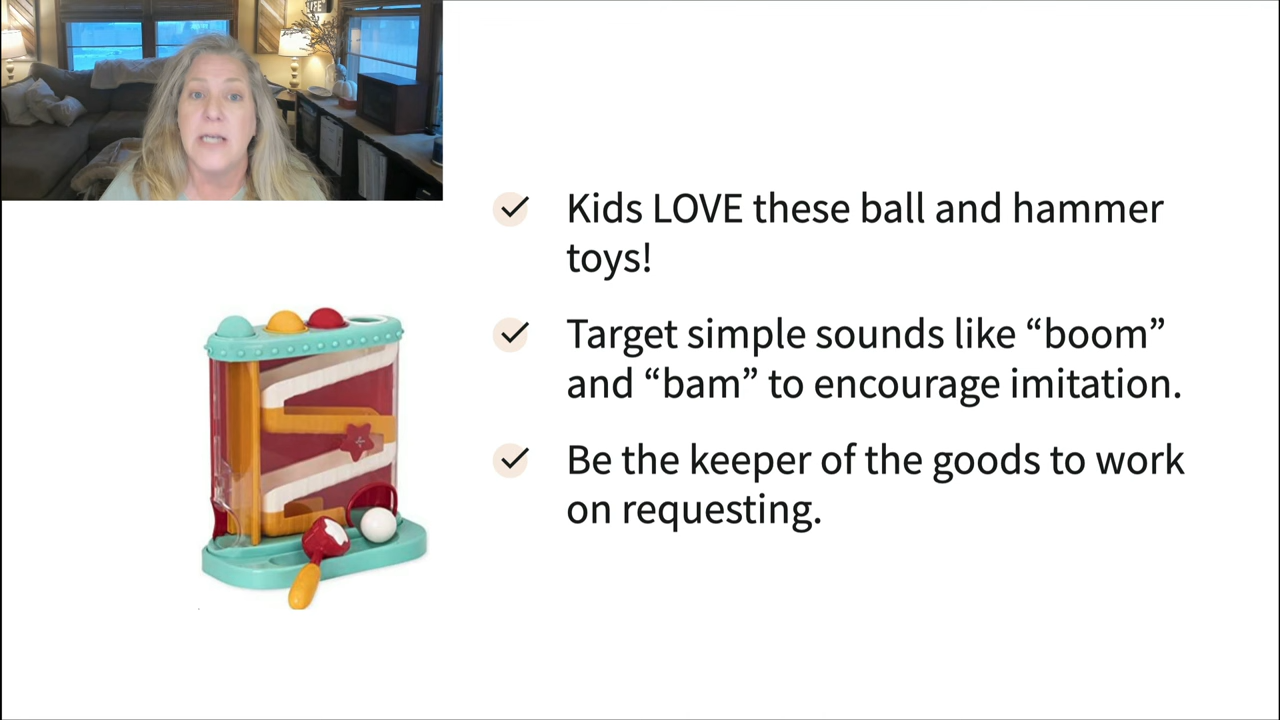 LIFE
Kids LOVE these ball and hammer
toys!
Target simple sounds like “boom”
and “bam” to encourage imitation.
Be the keeper of the goods to work
on requesting.